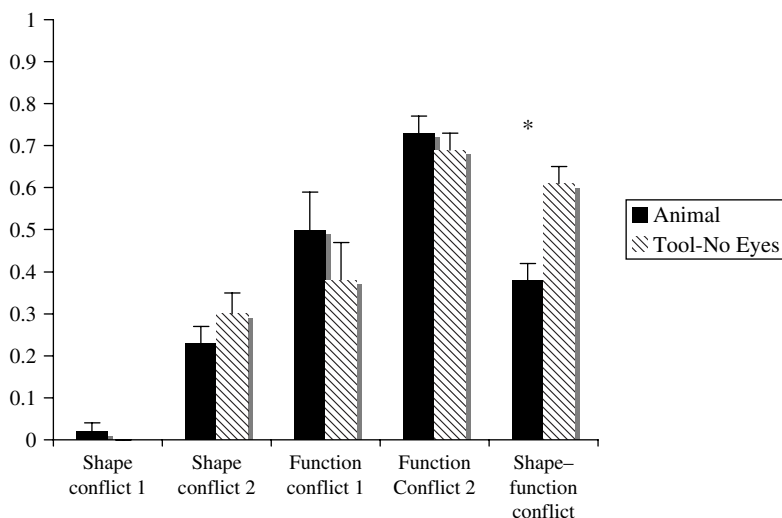 1
0.9
0.8
0.7
0.6
0.5
0.4
0.3
0.2
0.1
0
*
Animal
Tool-No Eyes
Shape
conflict 1
Shape
conflict 2
Function
conflict 1
Function
Conflict 2
Shape–
function
conflict